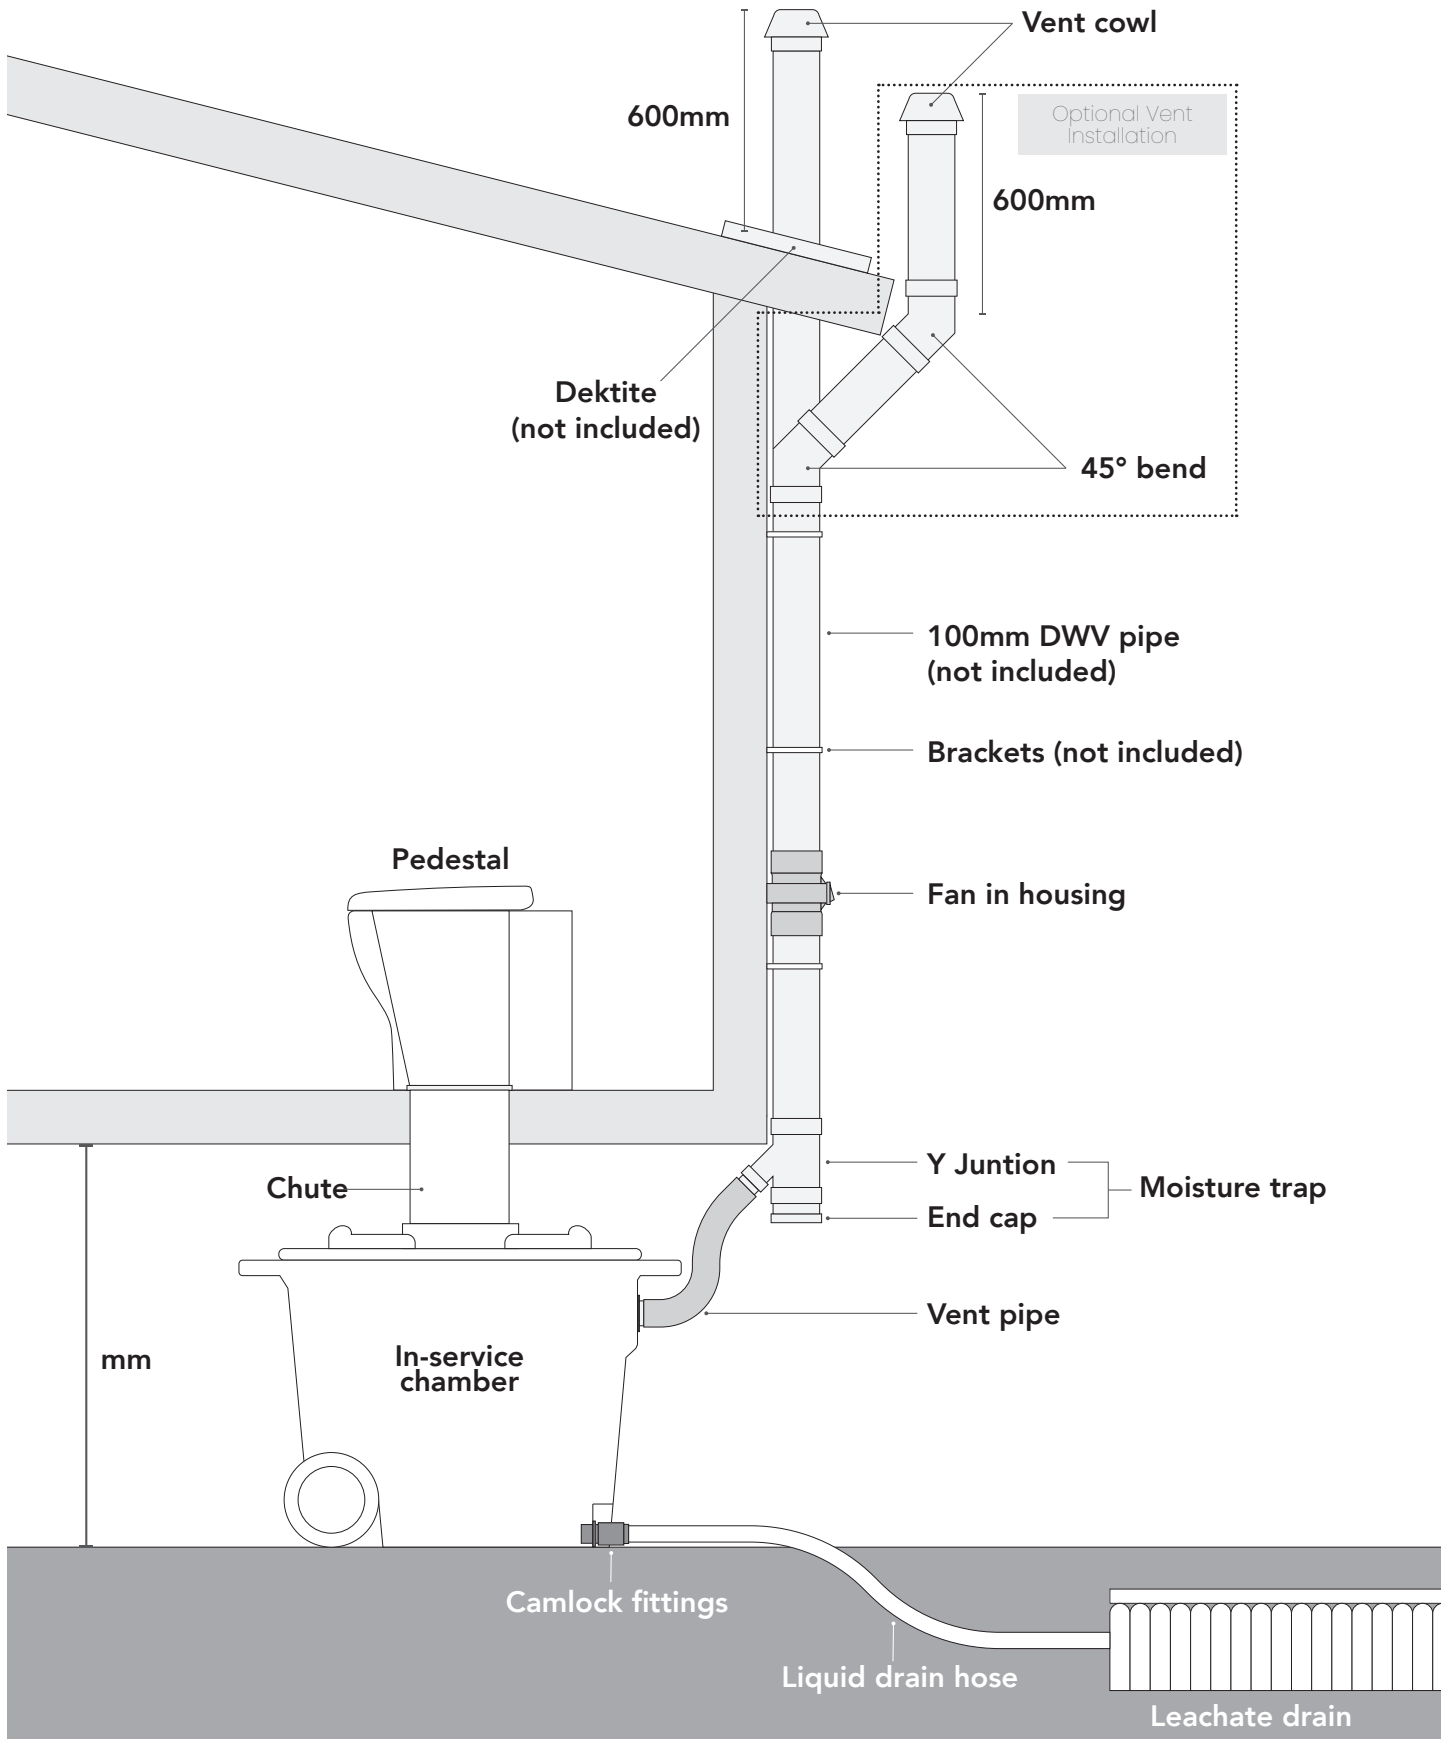 Vent cowl
600mm
Optional Vent
Installation
600mm
Dektite
(not included)
45° bend
100mm DWV pipe
(not included)
Brackets (not included)
Pedestal
Fan in housing
Y Juntion
Moisture trap
Chute
End cap
Vent pipe
mm
In-service
chamber
Camlock fittings
Liquid drain hose
Leachate drain